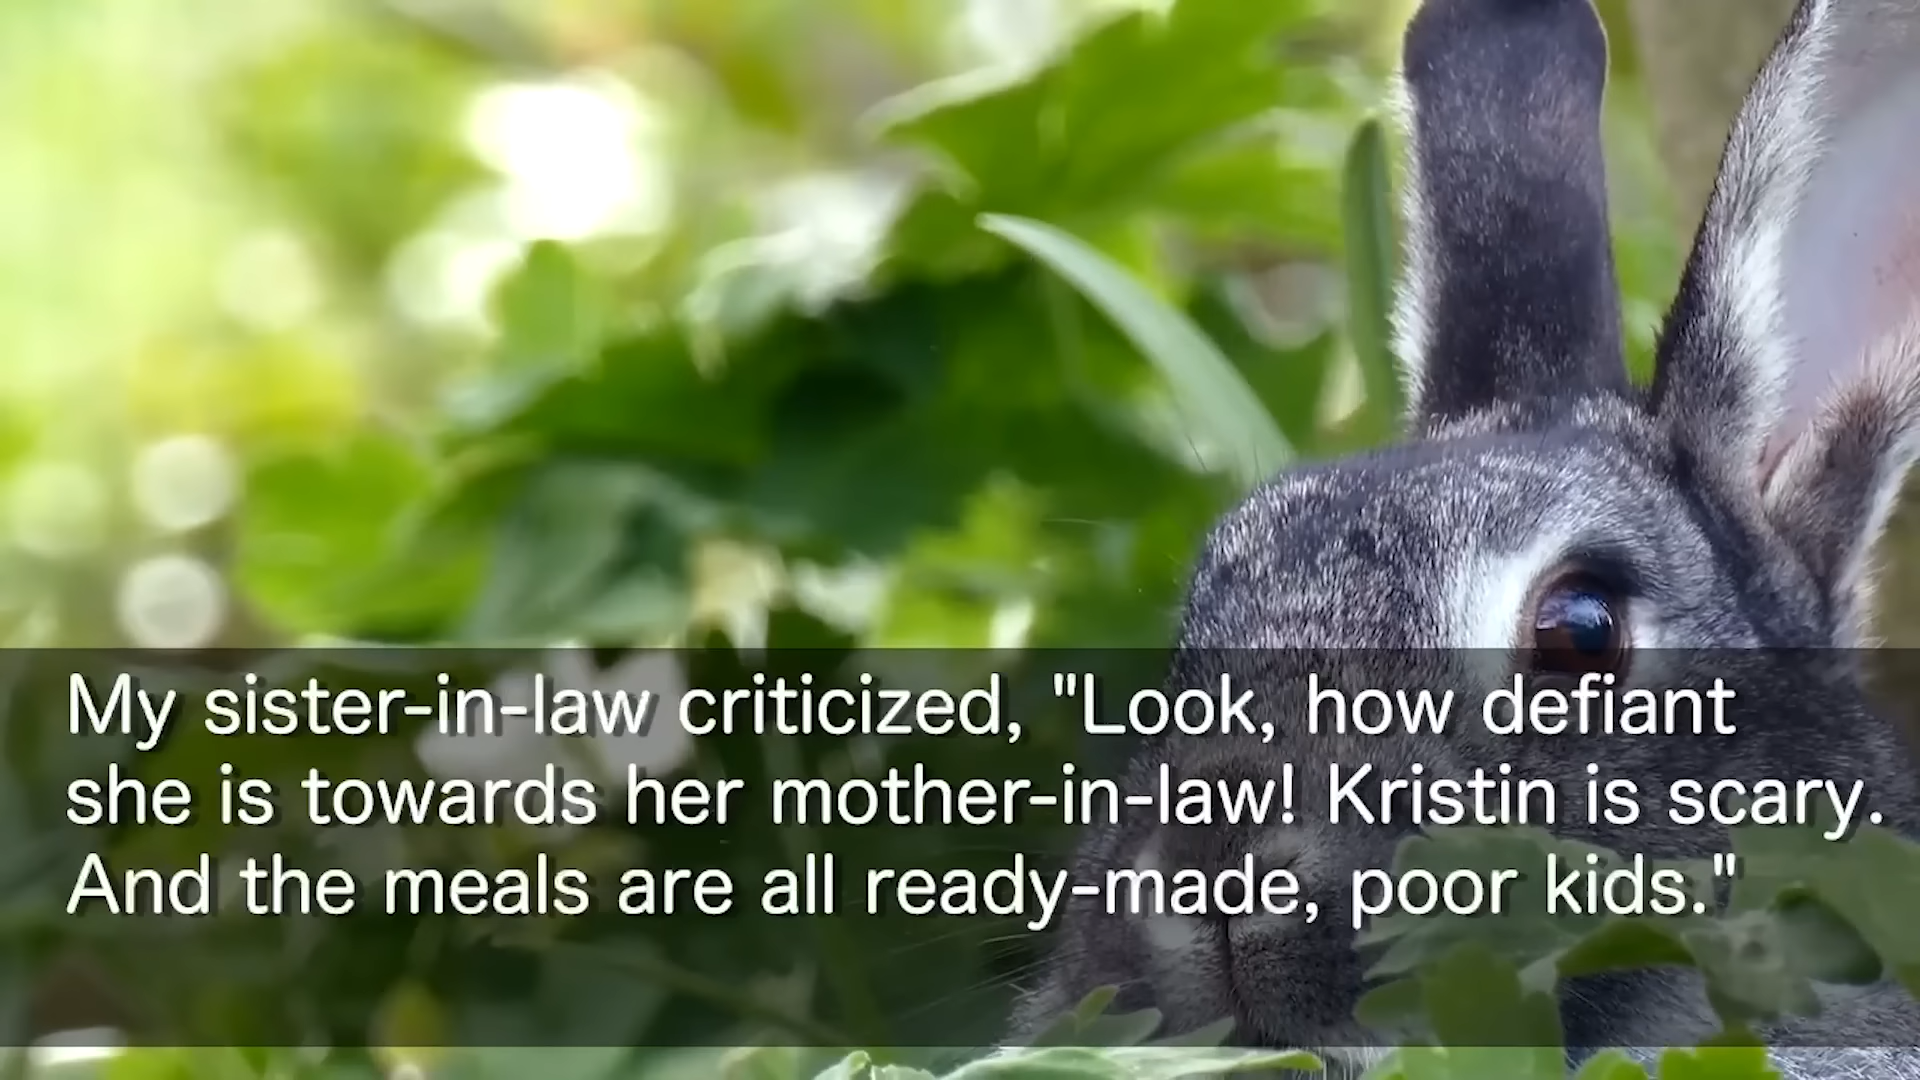 My sister-in-law criticized, "Look, how defiant
she is towards her mother-in-law! Kristin is scary.
And the meals are all ready-made, poor kids."